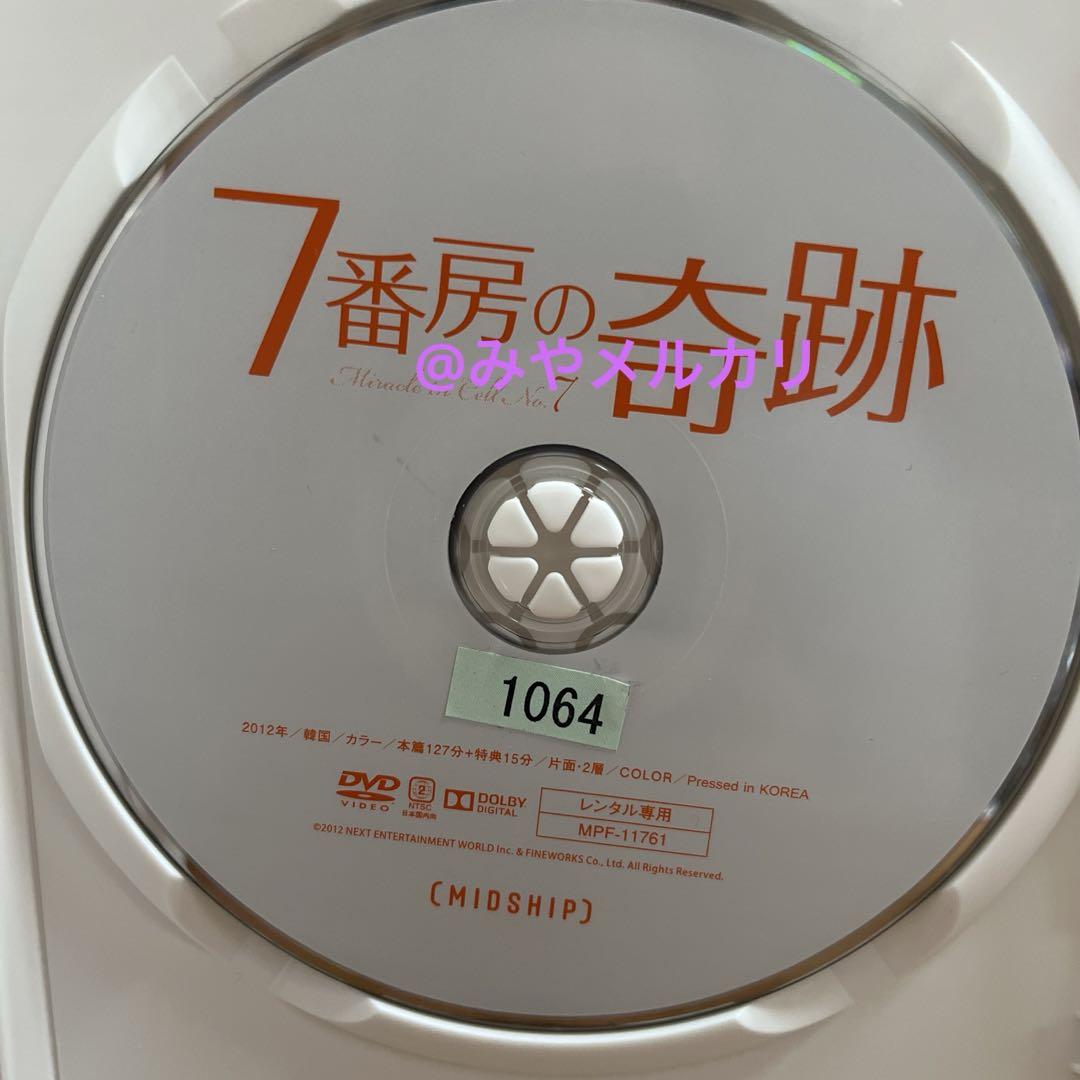 7番房の奇跡
Miracle in Cell No.7
@みやメルカリ
1064
2012年／韓国／カラー／本篇127分+特典15分／片面・2層／COLOR／Pressed in KOREA
DVD VIDEO
2 NTSC 日本国内向
DOLBY DIGITAL
レンタル専用
MPF-11761
©2012 NEXT ENTERTAINMENT WORLD Inc. & FINEWORKS Co., Ltd. All Rights Reserved.
(MIDSHIP)